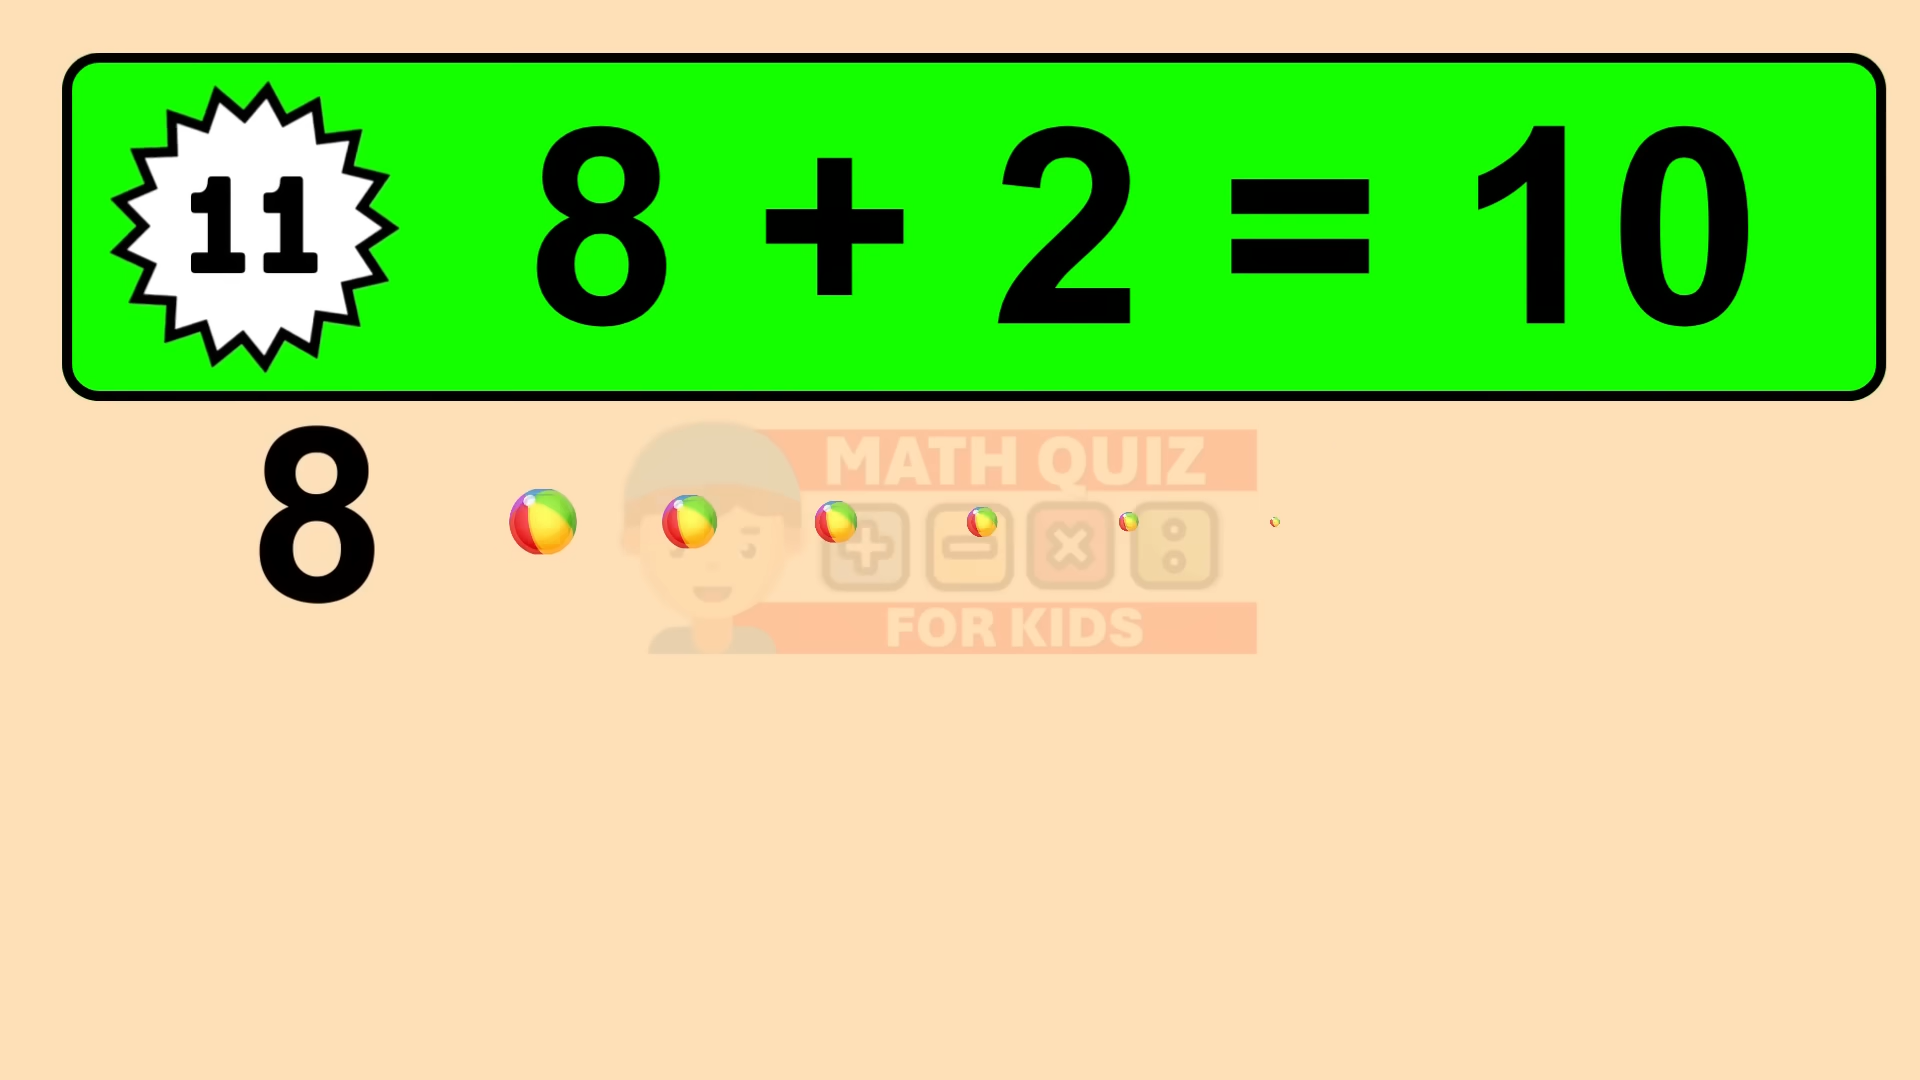 11 8 + 2 = 10
8
MATH QUIZ
+ − × :
FOR KIDS